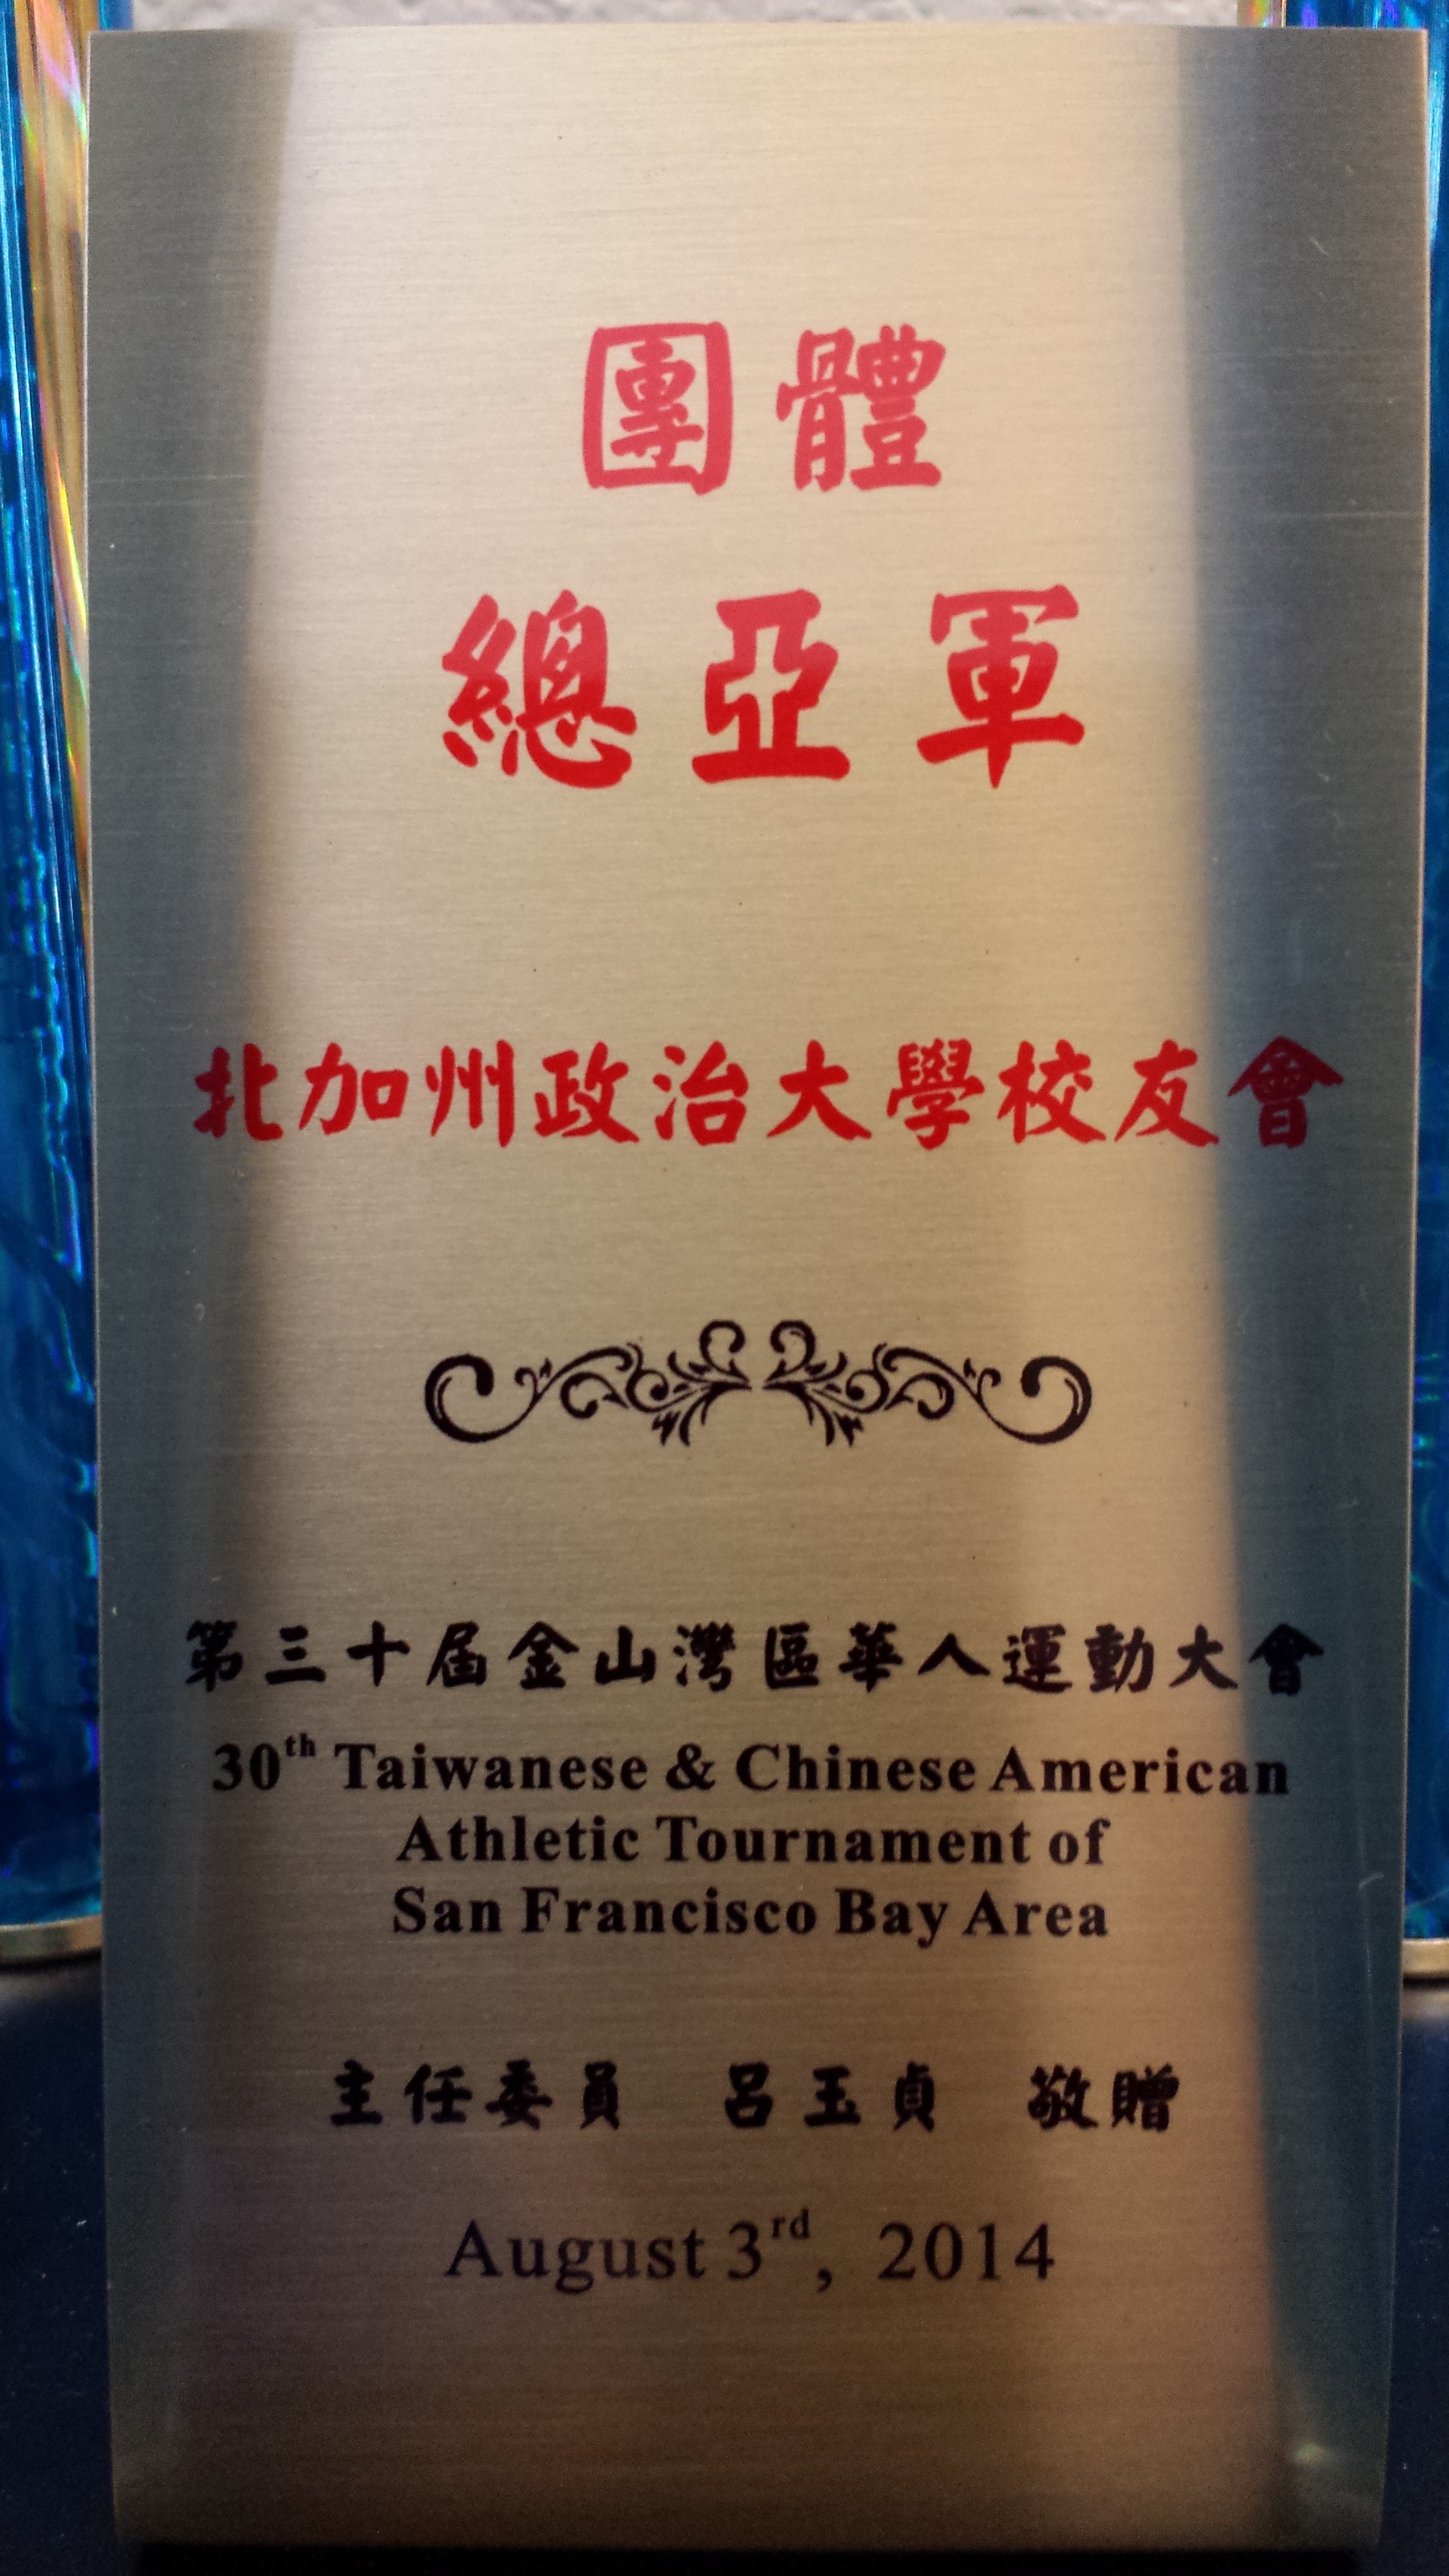 團體
總亞軍
北加州政治大學校友會
第三十屆金山灣區華人運動大會
30th Taiwanese & Chinese American
Athletic Tournament of
San Francisco Bay Area
主任委員 呂玉貞 敬贈
August 3rd, 2014